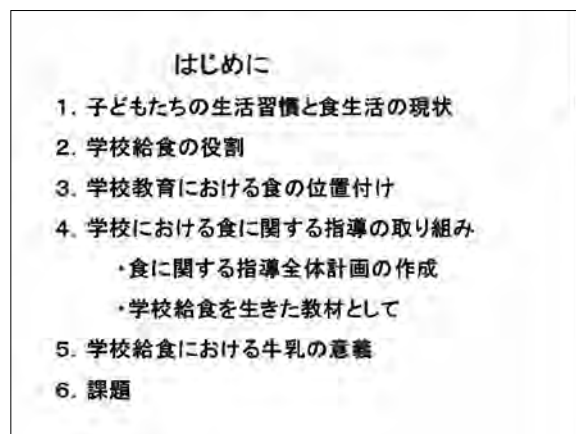 はじめに
1. 子どもたちの生活習慣と食生活の現状
2. 学校給食の役割
3. 学校教育における食の位置付け
4. 学校における食に関する指導の取り組み
・食に関する指導全体計画の作成
・学校給食を生きた教材として
5. 学校給食における牛乳の意義
6. 課題